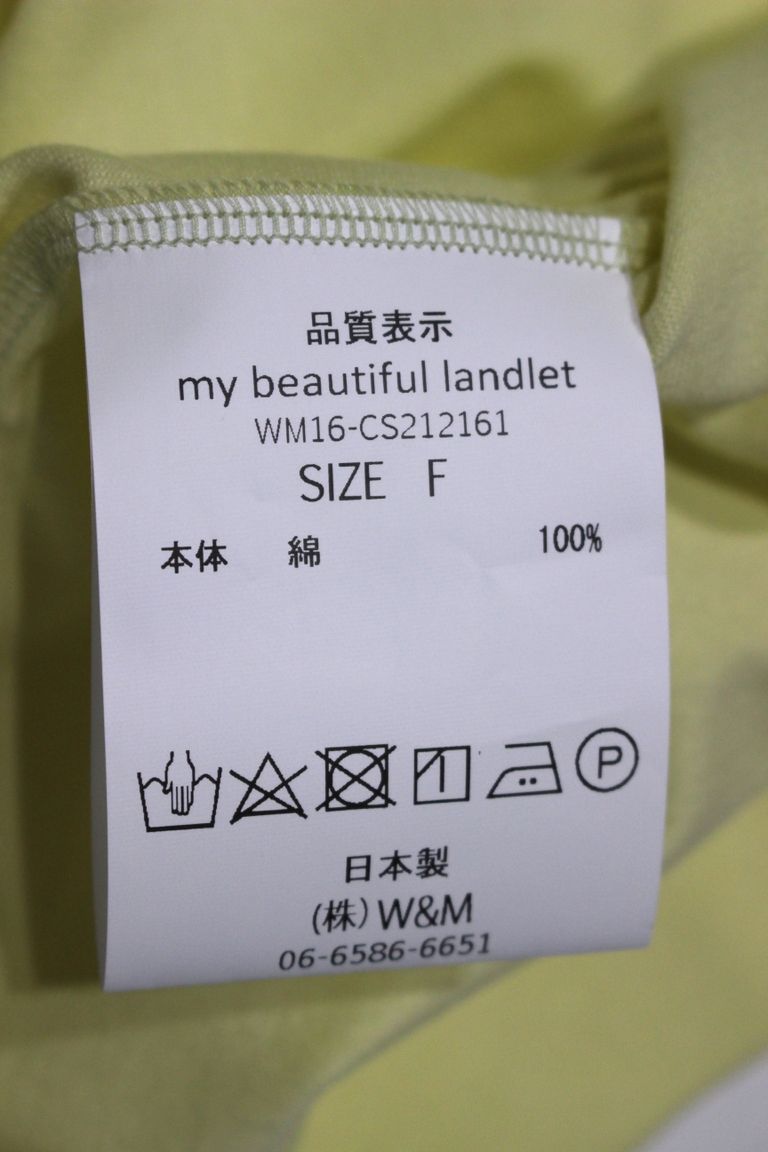 品質表示
my beautiful landlet
WM16-CS212161
SIZE F
本体 綿 100%
P
日本製
(株)W&M
06-6586-6651